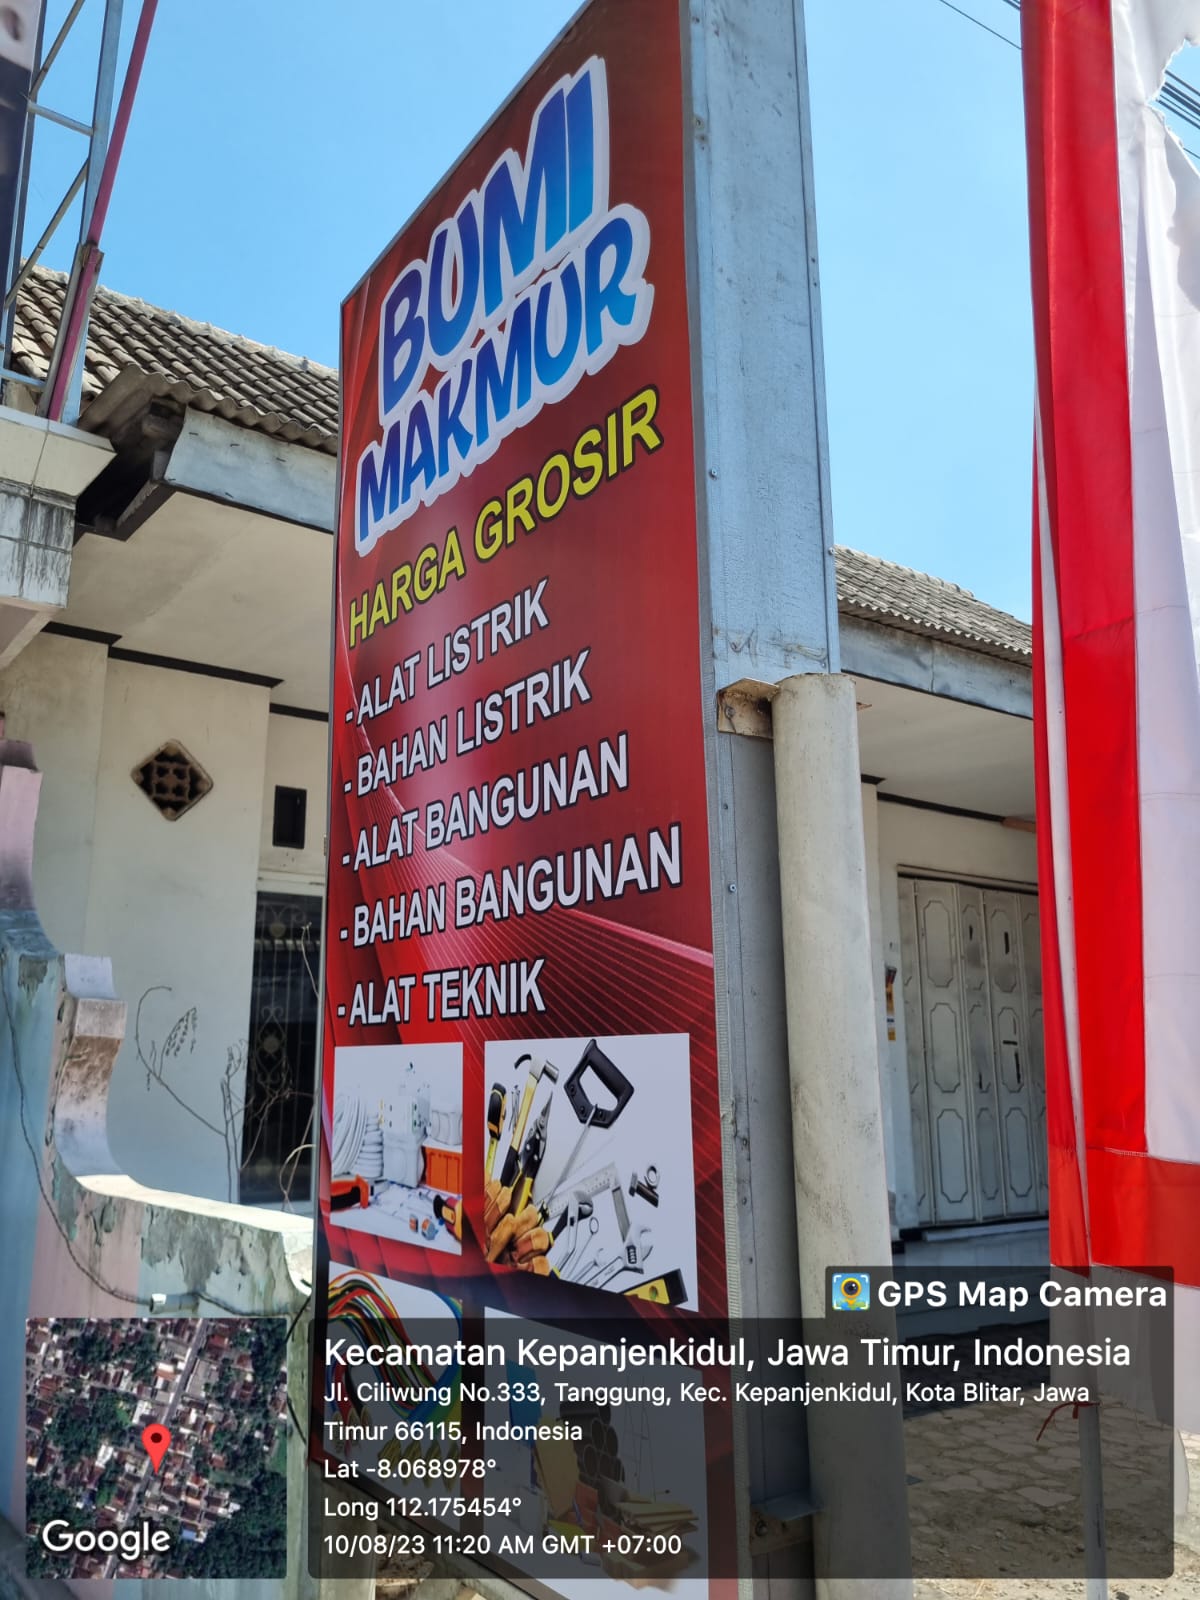 BUMI
MAKMUR
HARGA GROSIR
- ALAT LISTRIK
- BAHAN LISTRIK
- ALAT BANGUNAN
- BAHAN BANGUNAN
- ALAT TEKNIK
GPS Map Camera
Kecamatan Kepanjenkidul, Jawa Timur, Indonesia
Jl. Ciliwung No.333, Tanggung, Kec. Kepanjenkidul, Kota Blitar, Jawa
Timur 66115, Indonesia
Lat -8.068978°
Long 112.175454°
10/08/23 11:20 AM GMT +07:00
Google